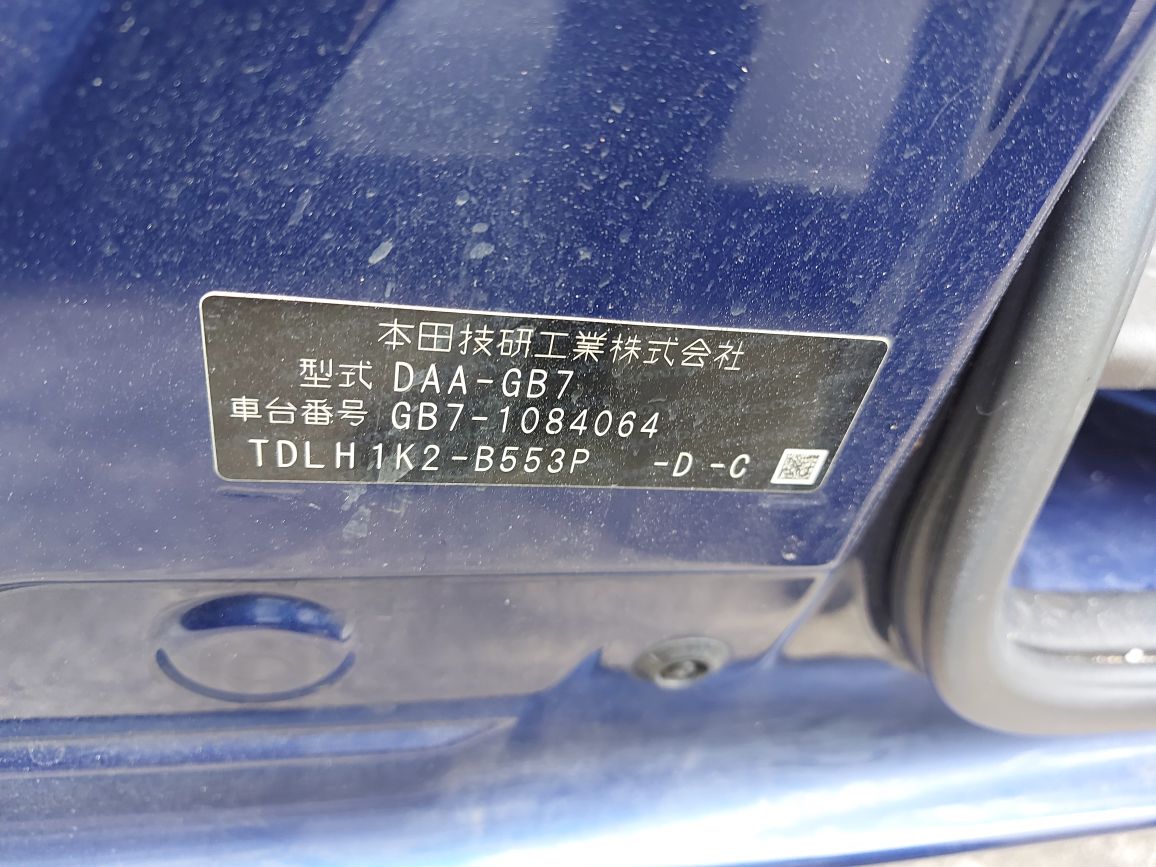 本田技研工業株式会社
型式 DAA-GB7
車台番号 GB7-1084064
TDLH1K2-B553P -D -C